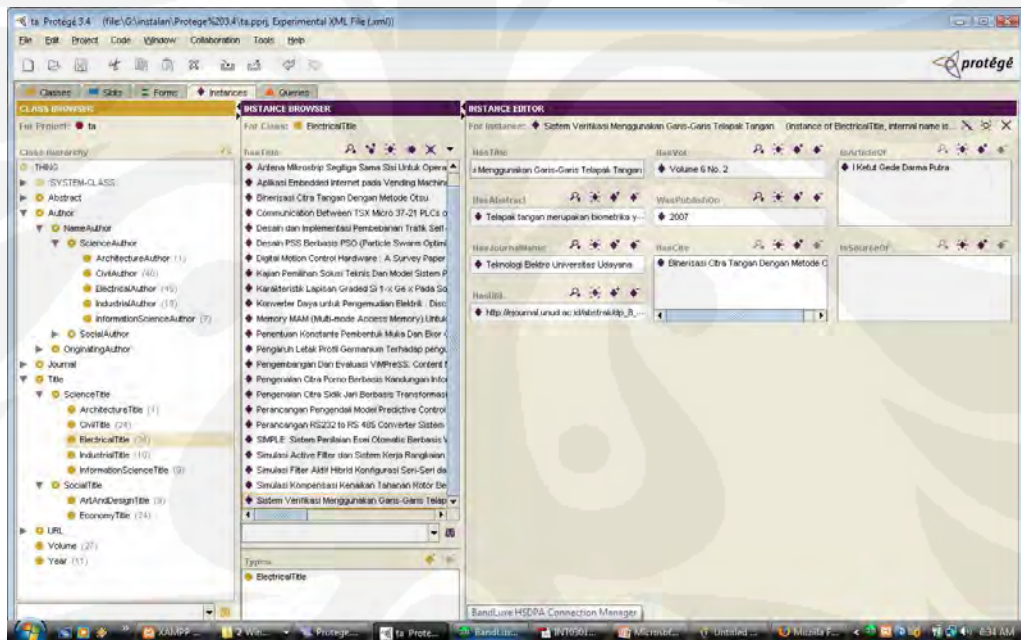 ta Protégé 3.4 (file:\G:\instalan\Protege%203.4\ta.pprj, Experimental XML File (.xml))
File Edit Project Code Window Collaboration Tools Help
protégé
Classes Slots Forms Instances Queries
CLASS BROWSER
For Project: ta
Class Hierarchy
THING
SYSTEM-CLASS
Abstract
Author
NameAuthor
ScienceAuthor
ArchitectureAuthor (1)
CivilAuthor (40)
ElectricalAuthor (45)
IndustrialAuthor
InformationScienceAuthor (7)
SocialAuthor
OriginatingAuthor
Journal
Title
ScienceTitle
ArchitectureTitle (1)
CivilTitle
ElectricalTitle
IndustrialTitle (10)
InformationScienceTitle (9)
SocialTitle
ArtAndDesignTitle (9)
EconomyTitle (24)
URL
Volume (27)
Year (11)
INSTANCE BROWSER
For Class: ElectricalTitle
hasTitle
Antena Mikrostrip Segitiga Sama Sisi Untuk Opera
Aplikasi Embedded Internet pada Vending Machine
Binerisasi Citra Tangan Dengan Metode Otsu
Communication Between TSX Micro 37-21 PLCs o
Desain dan Implementasi Pembebanan Trafik Self-
Desain PSS Berbasis PSO (Particle Swarm Optimi
Digital Motion Control Hardware : A Survey Paper
Kajian Pemilihan Solusi Teknis Dan Model Sistem P
Karakteristik Lapisan Graded Si 1-x Ge x Pada So
Konverter Daya untuk Pengemudian Elektrik : Disc
Memory MAM (Multi-mode Access Memory) Untuk
Penentuan Konstante Pembentuk Muka Dan Ekor
Pengaruh Letak Profil Germanium Terhadap pengu
Pengembangan Dan Evaluasi VIMPreSS: Content
Pengenalan Citra Porno Berbasis Kandungan Infor
Pengenalan Citra Sidik Jari Berbasis Transformasi
Perancangan Pengendali Model Predictive Control
Perancangan RS232 to RS 485 Converter Sistem
SIMPLE: Sistem Penilaian Esei Otomatis Berbasis
Simulasi Active Filter dan Sistem Kerja Rangkaian
Simulasi Filter Aktif Hibrid Konfigurasi Seri-Seri da
Simulasi Kompensasi Kenaikan Tahanan Rotor Be
Sistem Verifikasi Menggunakan Garis-Garis Telap
Types
ElectricalTitle
INSTANCE EDITOR
For Instance: Sistem Verifikasi Menggunakan Garis-Garis Telapak Tangan (instance of ElectricalTitle, internal name is...
HasTitle
Menggunakan Garis-Garis Telapak Tangan
HasAbstract
Telapak tangan merupakan biometrika y...
HasJournalName
Teknologi Elektro Universitas Udayana
http://ejournal.unud.ac.id/abstrak/dp_8_...
HasVol
Volume 6 No. 2
WasPublishOn
2007
HasCite
Binerisasi Citra Tangan Dengan Metode O
IsArticleOf
I Ketut Gede Darma Putra
IsSourceOf
BandLuxe HSDPA Connection Manager
XAMPP ... 2 Win... Protege... ta Prote... BandLux... INT0301... Microsof... Untitled ... Mozilla F... 4:34 AM